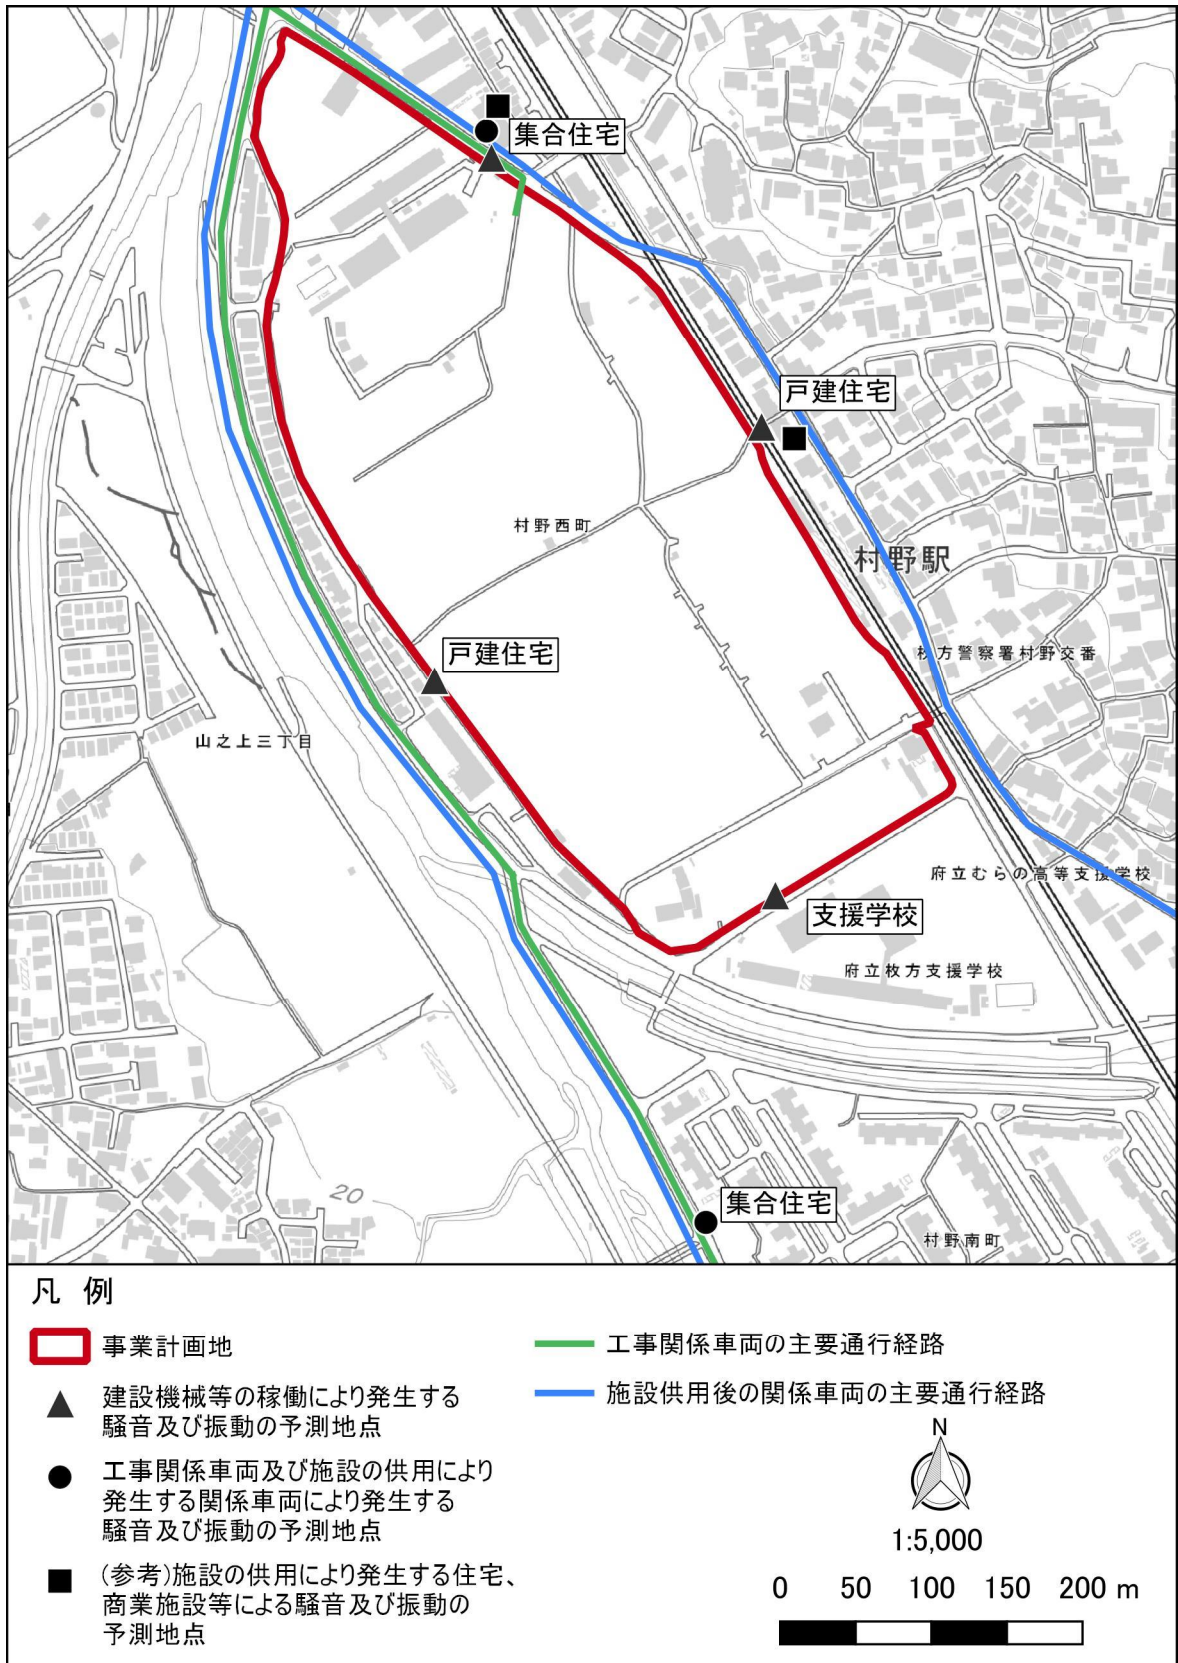 集合住宅
戸建住宅
村野西町
村野駅
戸建住宅
枚方警察署村野交番
山之上三丁目
府立むらの高等支援学校
支援学校
府立枚方支援学校
20
集合住宅
村野南町
凡 例
事業計画地
建設機械等の稼働により発生する
騒音及び振動の予測地点
工事関係車両及び施設の供用により
発生する関係車両により発生する
騒音及び振動の予測地点
(参考)施設の供用により発生する住宅、
商業施設等による騒音及び振動の
予測地点
工事関係車両の主要通行経路
施設供用後の関係車両の主要通行経路
N
1:5,000
0 50 100 150 200 m